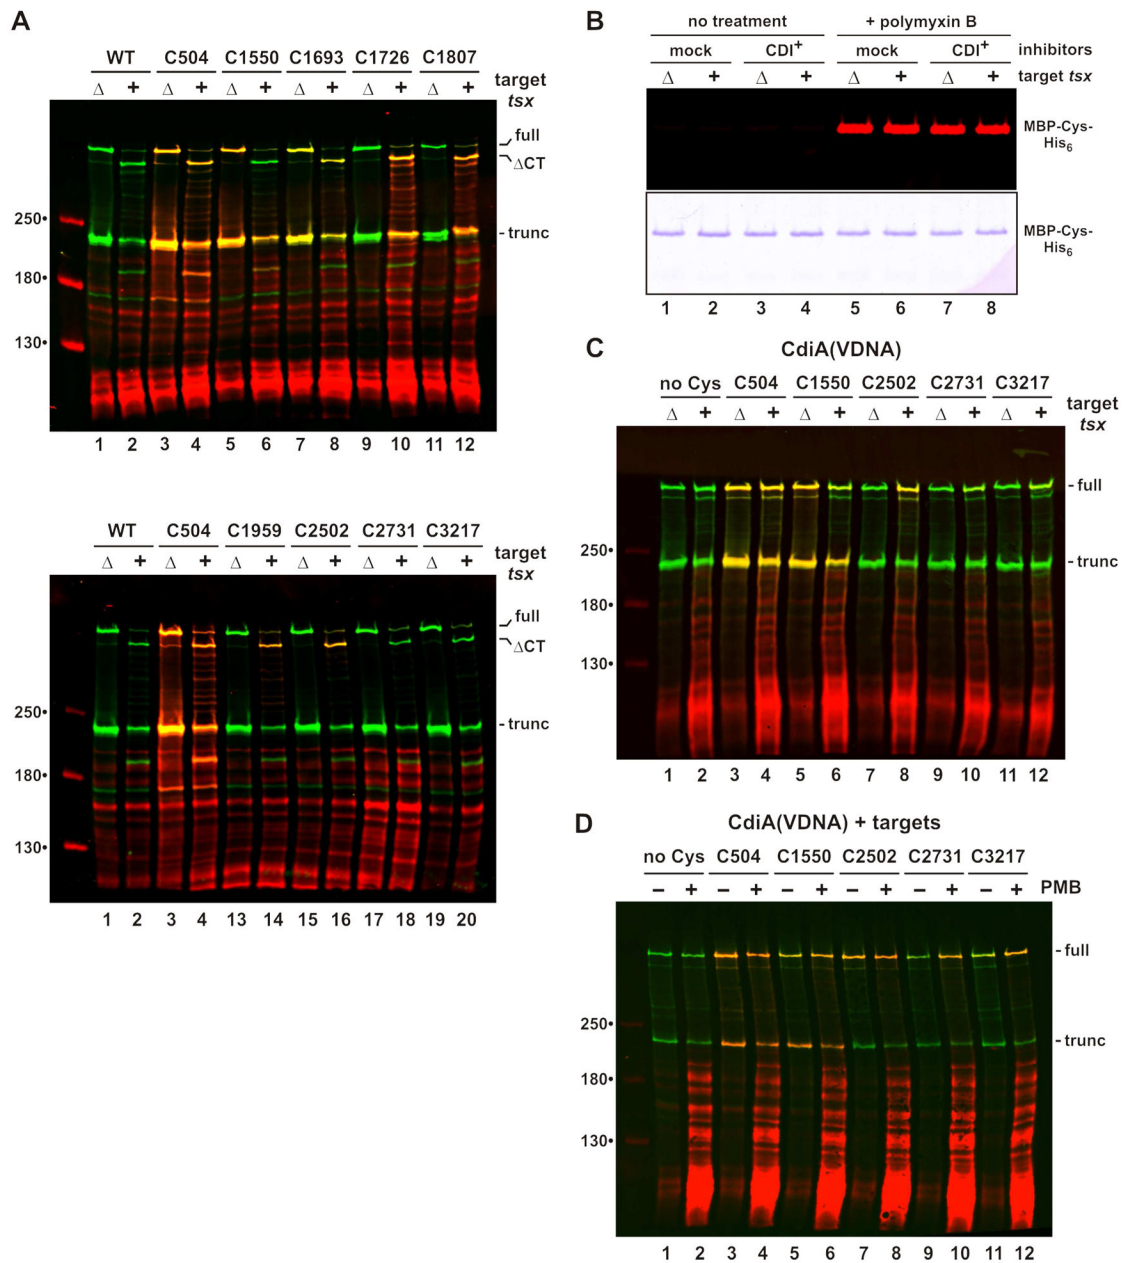 A
WT C504 C1550 C1693 C1726 C1807
Δ + Δ + Δ + Δ + Δ + Δ + target tsx
full
ΔCT
250•
trunc
180•
130•
1 2 3 4 5 6 7 8 9 10 11 12
WT C504 C1959 C2502 C2731 C3217
Δ + Δ + Δ + Δ + Δ + Δ + target tsx
full
ΔCT
250•
trunc
180•
130•
1 2 3 4 13 14 15 16 17 18 19 20
B
no treatment + polymyxin B
mock CDI+ mock CDI+ inhibitors
Δ + Δ + Δ + Δ + target tsx
MBP-Cys-
His6
MBP-Cys-
His6
1 2 3 4 5 6 7 8
C
CdiA(VDNA)
no Cys C504 C1550 C2502 C2731 C3217
Δ + Δ + Δ + Δ + Δ + Δ + target tsx
- full
250•
- trunc
180•
130•
1 2 3 4 5 6 7 8 9 10 11 12
D
CdiA(VDNA) + targets
no Cys C504 C1550 C2502 C2731 C3217
– + – + – + – + – + – + PMB
- full
250•
- trunc
180•
130•
1 2 3 4 5 6 7 8 9 10 11 12